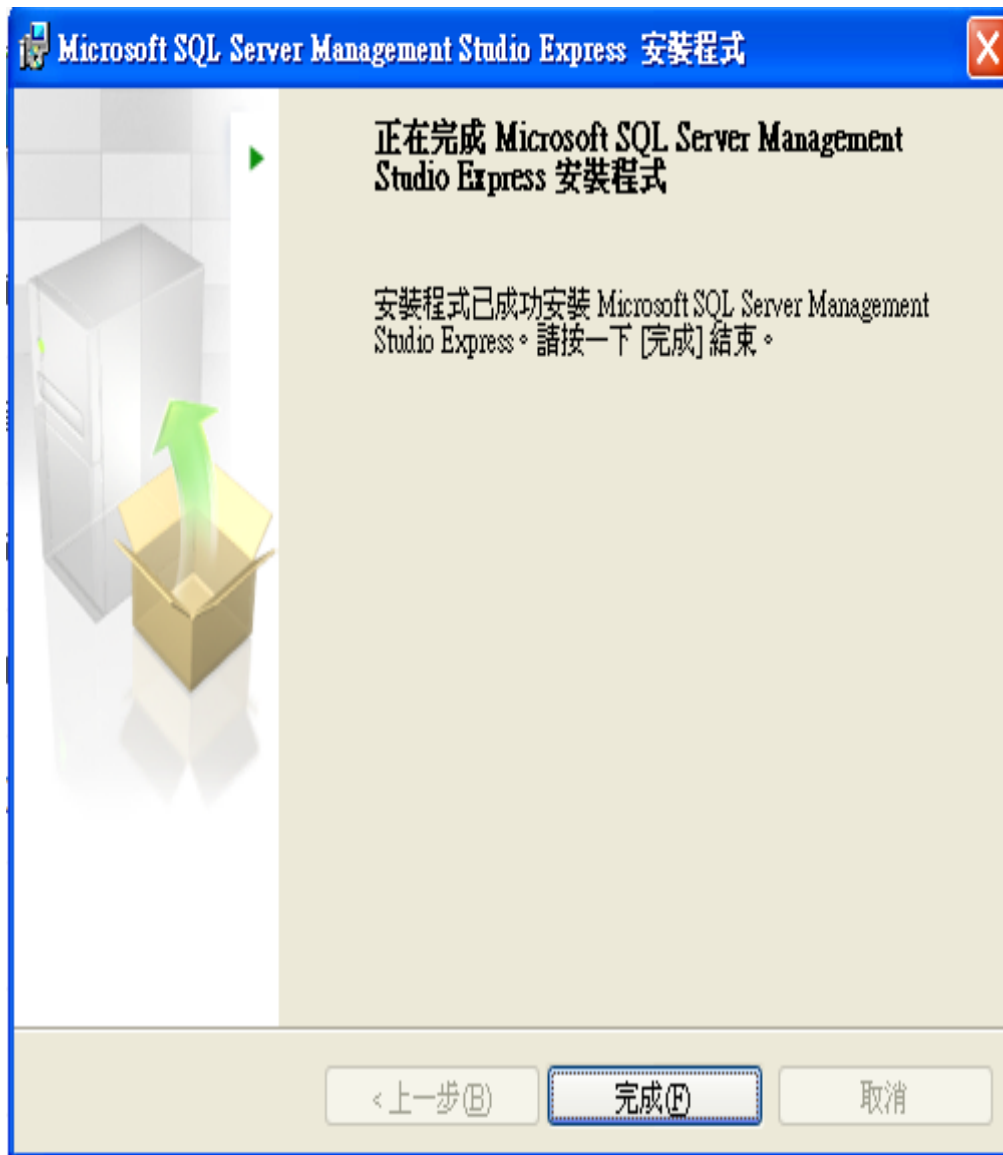 Microsoft SQL Server Management Studio Express 安裝程式
正在完成 Microsoft SQL Server Management
Studio Express 安裝程式
安裝程式已成功安裝 Microsoft SQL Server Management
Studio Express。請按一下 [完成] 結束。
<上一步(B)
完成(F)
取消